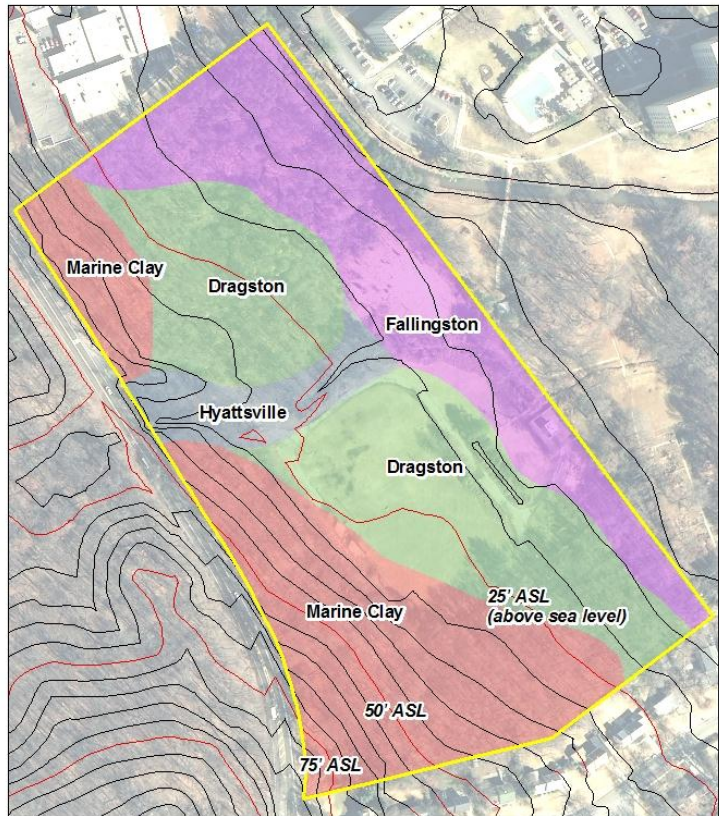 Marine Clay
Dragston
Fallingston
Hyattsville
Dragston
25' ASL
(above sea level)
Marine Clay
50' ASL
75' ASL